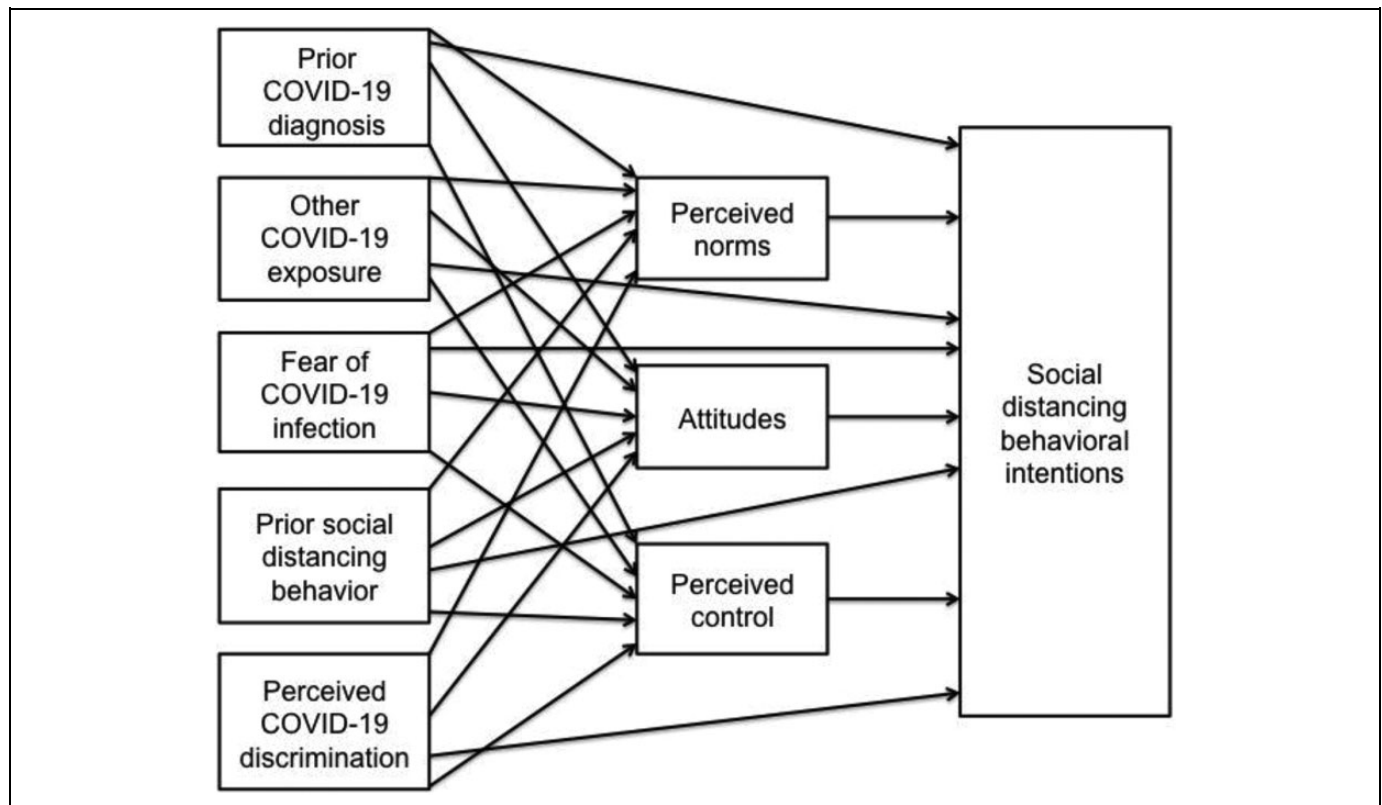 Prior
COVID-19
diagnosis
Other
COVID-19
exposure
Fear of
COVID-19
infection
Prior social
distancing
behavior
Perceived
COVID-19
discrimination
Perceived
norms
Attitudes
Perceived
control
Social
distancing
behavioral
intentions